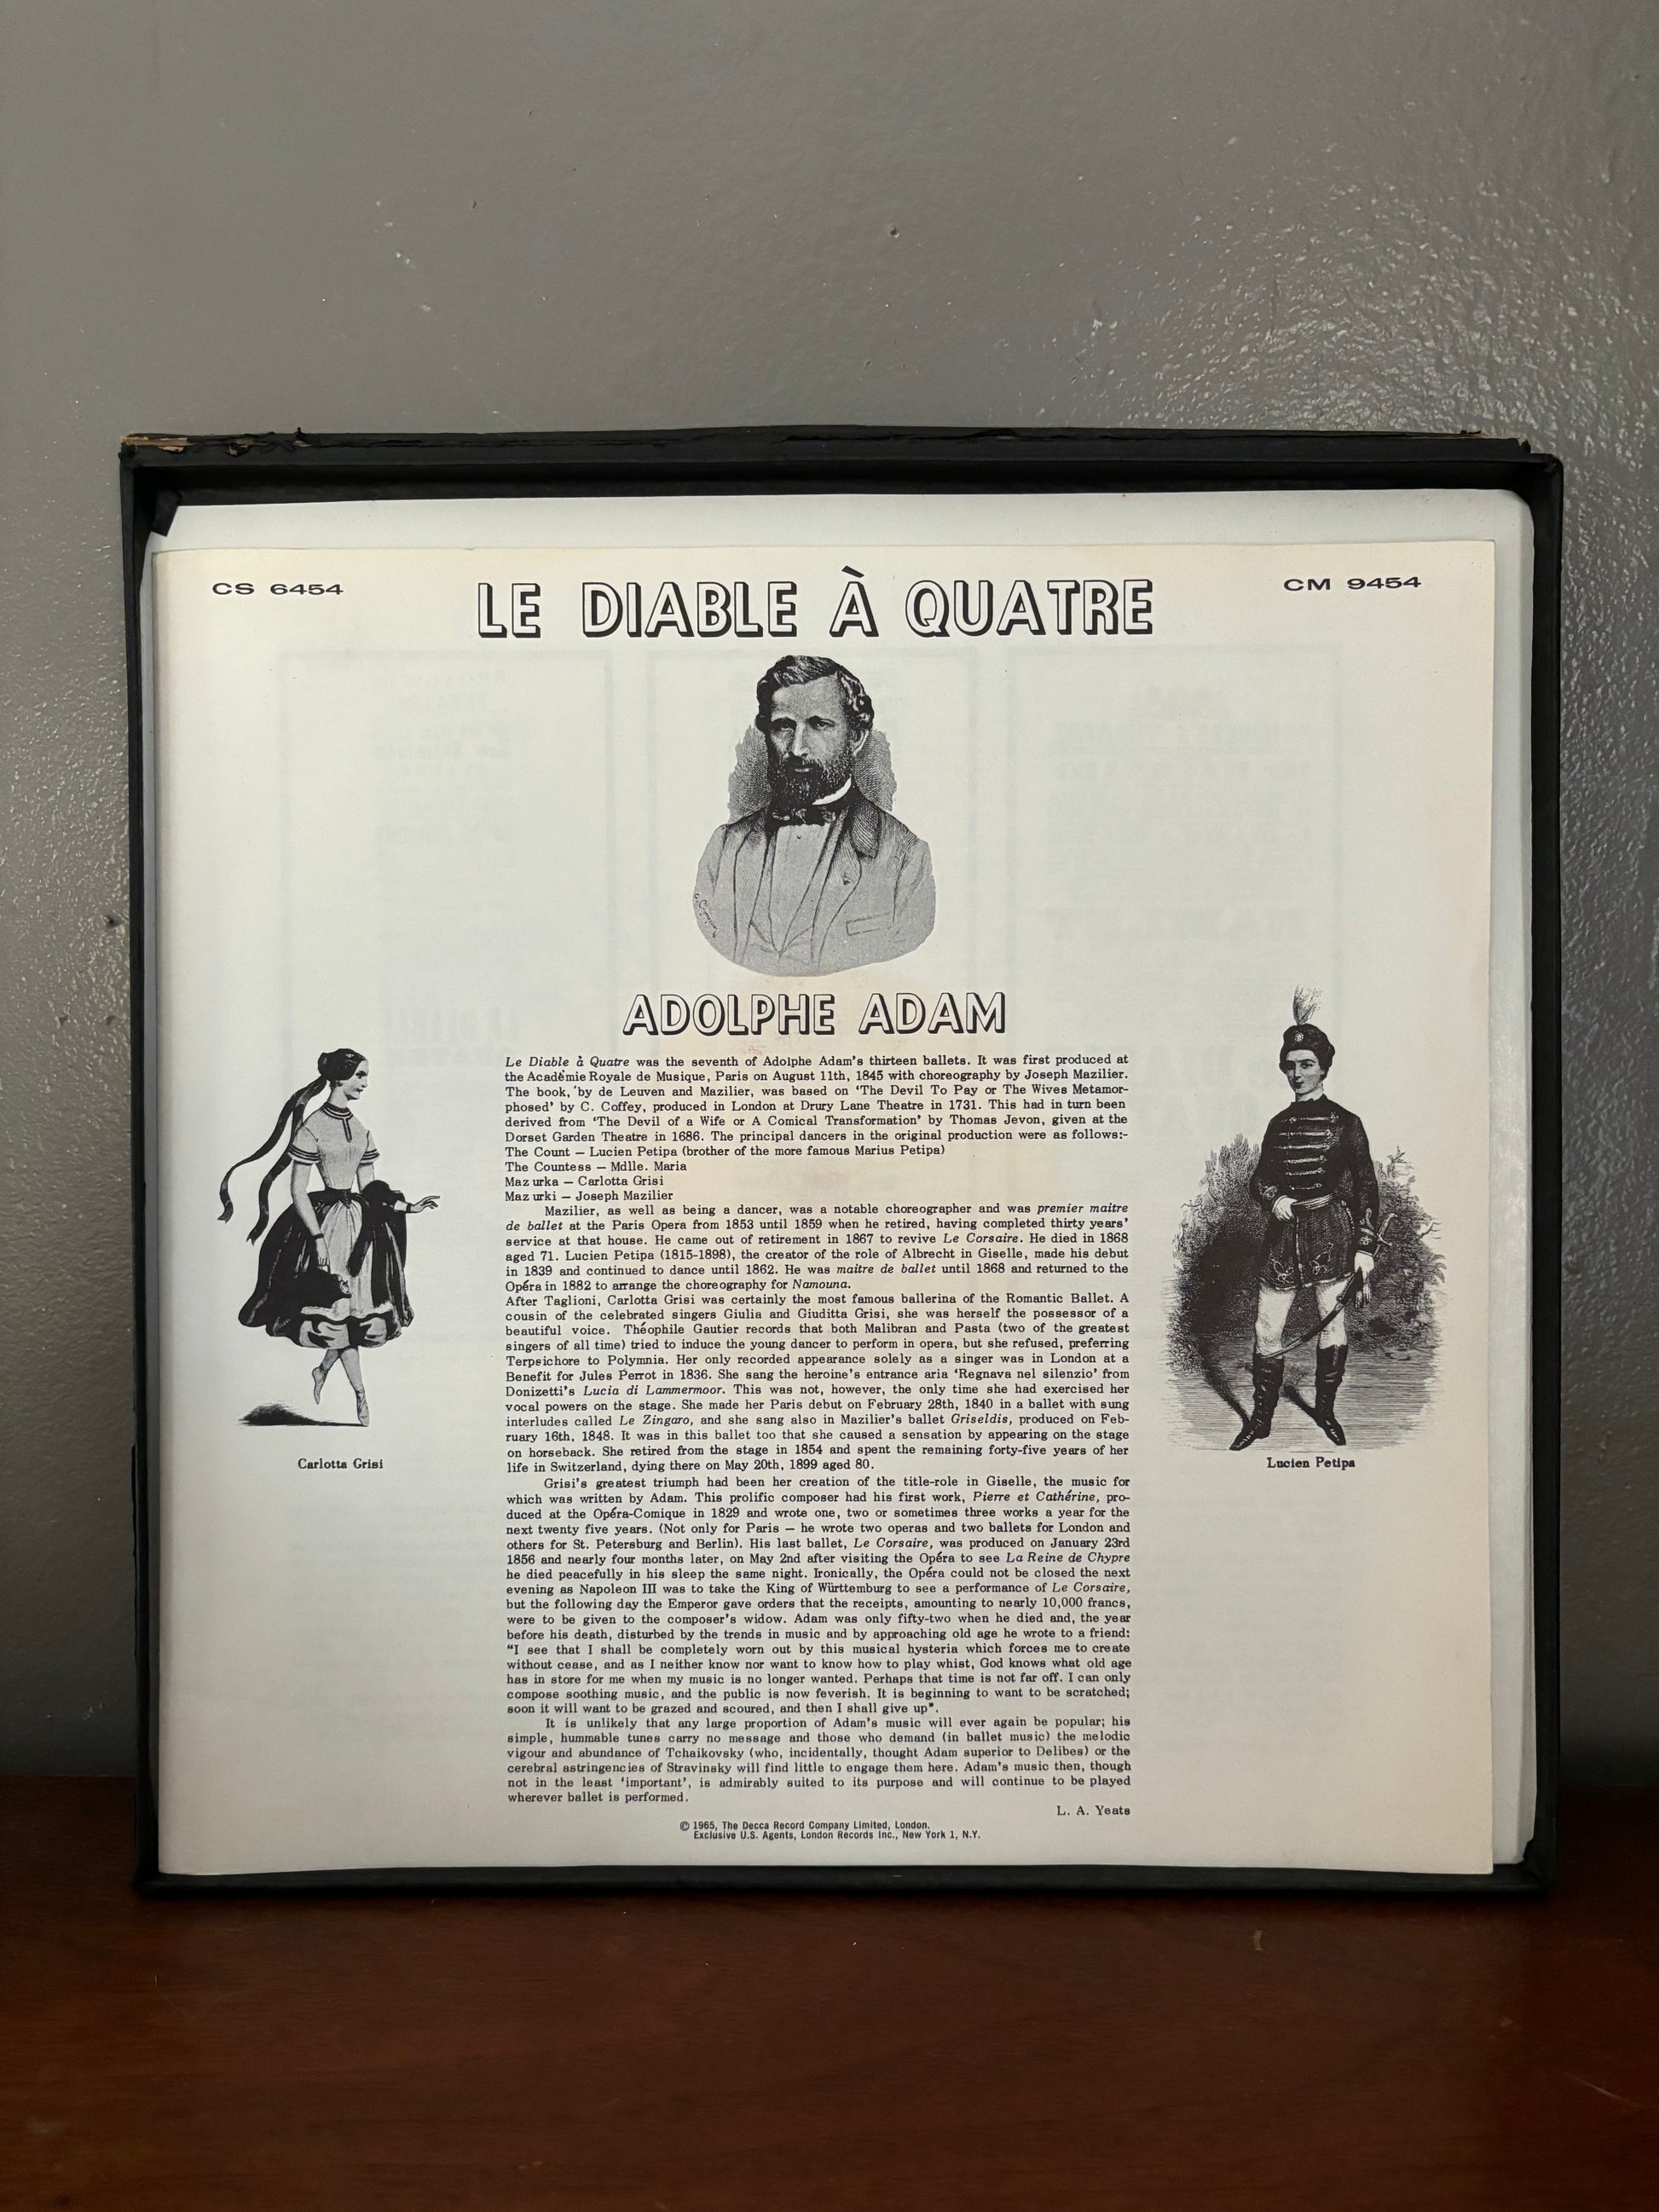 CS 6454
LE DIABLE À QUATRE
CM 9454
ADOLPHE ADAM
Le Diable à Quatre was the seventh of Adolphe Adam's thirteen ballets. It was first produced at
the Acadèmie Royale de Musique, Paris on August 11th, 1845 with choreography by Joseph Mazilier.
The book, by de Leuven and Mazilier, was based on 'The Devil To Pay or The Wives Metamor-
phosed' by C. Coffey, produced in London at Drury Lane Theatre in 1731. This had in turn been
derived from 'The Devil of a Wife or A Comical Transformation' by Thomas Jevon, given at the
Dorset Garden Theatre in 1686. The principal dancers in the original production were as follows:-
The Count — Lucien Petipa (brother of the more famous Marius Petipa)
The Countess — Mdlle. Maria
Maz urka — Carlotta Grisi
Maz urki — Joseph Mazilier
Mazilier, as well as being a dancer, was a notable choreographer and was premier maitre
de ballet at the Paris Opera from 1853 until 1859 when he retired, having completed thirty years'
service at that house. He came out of retirement in 1867 to revive Le Corsaire. He died in 1868
aged 71. Lucien Petipa (1815-1898), the creator of the role of Albrecht in Giselle, made his debut
in 1839 and continued to dance until 1862. He was maitre de ballet until 1868 and returned to the
Opéra in 1882 to arrange the choreography for Namouna.
After Taglioni, Carlotta Grisi was certainly the most famous ballerina of the Romantic Ballet. A
cousin of the celebrated singers Giulia and Giuditta Grisi, she was herself the possessor of a
beautiful voice. Théophile Gautier records that both Malibran and Pasta (two of the greatest
singers of all time) tried to induce the young dancer to perform in opera, but she refused, preferring
Terpsichore to Polymnia. Her only recorded appearance solely as a singer was in London at a
Benefit for Jules Perrot in 1836. She sang the heroine's entrance aria 'Regnava nel silenzio' from
Donizetti's Lucia di Lammermoor. This was not, however, the only time she had exercised her
vocal powers on the stage. She made her Paris debut on February 28th, 1840 in a ballet with sung
interludes called Le Zingaro, and she sang also in Mazilier's ballet Griseldis, produced on Feb-
ruary 16th, 1848. It was in this ballet too that she caused a sensation by appearing on the stage
on horseback. She retired from the stage in 1854 and spent the remaining forty-five years of her
life in Switzerland, dying there on May 20th, 1899 aged 80.
Grisi's greatest triumph had been her creation of the title-role in Giselle, the music for
which was written by Adam. This prolific composer had his first work, Pierre et Cathérine, pro-
duced at the Opéra-Comique in 1829 and wrote one, two or sometimes three works a year for the
next twenty five years. (Not only for Paris — he wrote two operas and two ballets for London and
others for St. Petersburg and Berlin). His last ballet, Le Corsaire, was produced on January 23rd
1856 and nearly four months later, on May 2nd after visiting the Opéra to see La Reine de Chypre
he died peacefully in his sleep the same night. Ironically, the Opéra could not be closed the next
evening as Napoleon III was to take the King of Württemburg to see a performance of Le Corsaire,
but the following day the Emperor gave orders that the receipts, amounting to nearly 10,000 francs,
were to be given to the composer's widow. Adam was only fifty-two when he died and, the year
before his death, disturbed by the trends in music and by approaching old age he wrote to a friend:
"I see that I shall be completely worn out by this musical hysteria which forces me to create
without cease, and as I neither know nor want to know how to play whist, God knows what old age
has in store for me when my music is no longer wanted. Perhaps that time is not far off. I can only
compose soothing music, and the public is now feverish. It is beginning to want to be scratched;
soon it will want to be grazed and scoured, and then I shall give up".
It is unlikely that any large proportion of Adam's music will ever again be popular; his
simple, hummable tunes carry no message and those who demand (in ballet music) the melodic
vigour and abundance of Tchaikovsky (who, incidentally, thought Adam superior to Delibes) or the
cerebral astringencies of Stravinsky will find little to engage them here. Adam's music then, though
not in the least 'important', is admirably suited to its purpose and will continue to be played
wherever ballet is performed.
L. A. Yeats
Carlotta Grisi
Lucien Petipa
© 1965, The Decca Record Company Limited, London.
Exclusive U.S. Agents, London Records Inc., New York 1, N.Y.